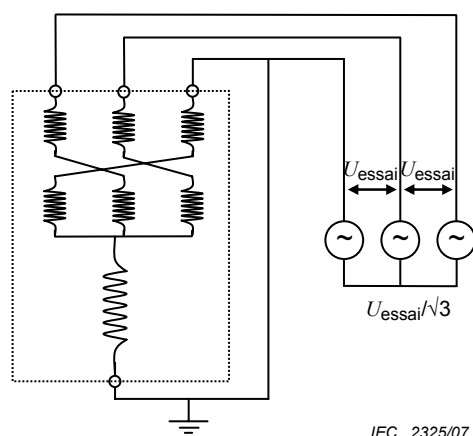 U essai U essai
~ ~ ~
U essai/√3
IEC 2325/07